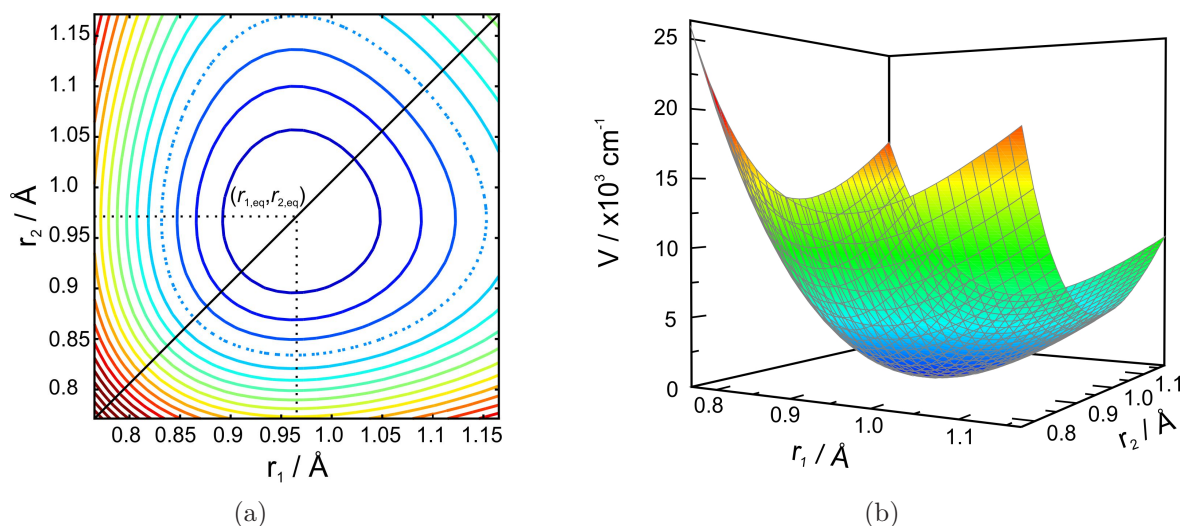 1.15
1.10
1.05
1.0
0.95
0.9
0.85
0.8
r₂ / Å
(r₁,eq,r₂,eq)
0.8 0.85 0.9 0.95 1.0 1.05 1.1 1.15
r₁ / Å
(a)
25
20
15
10
5
0
V / x10³ cm⁻¹
0.8 0.9 1.0 1.1
r₁ / Å
0.8 0.9 1.0 1.1
r₂ / Å
(b)